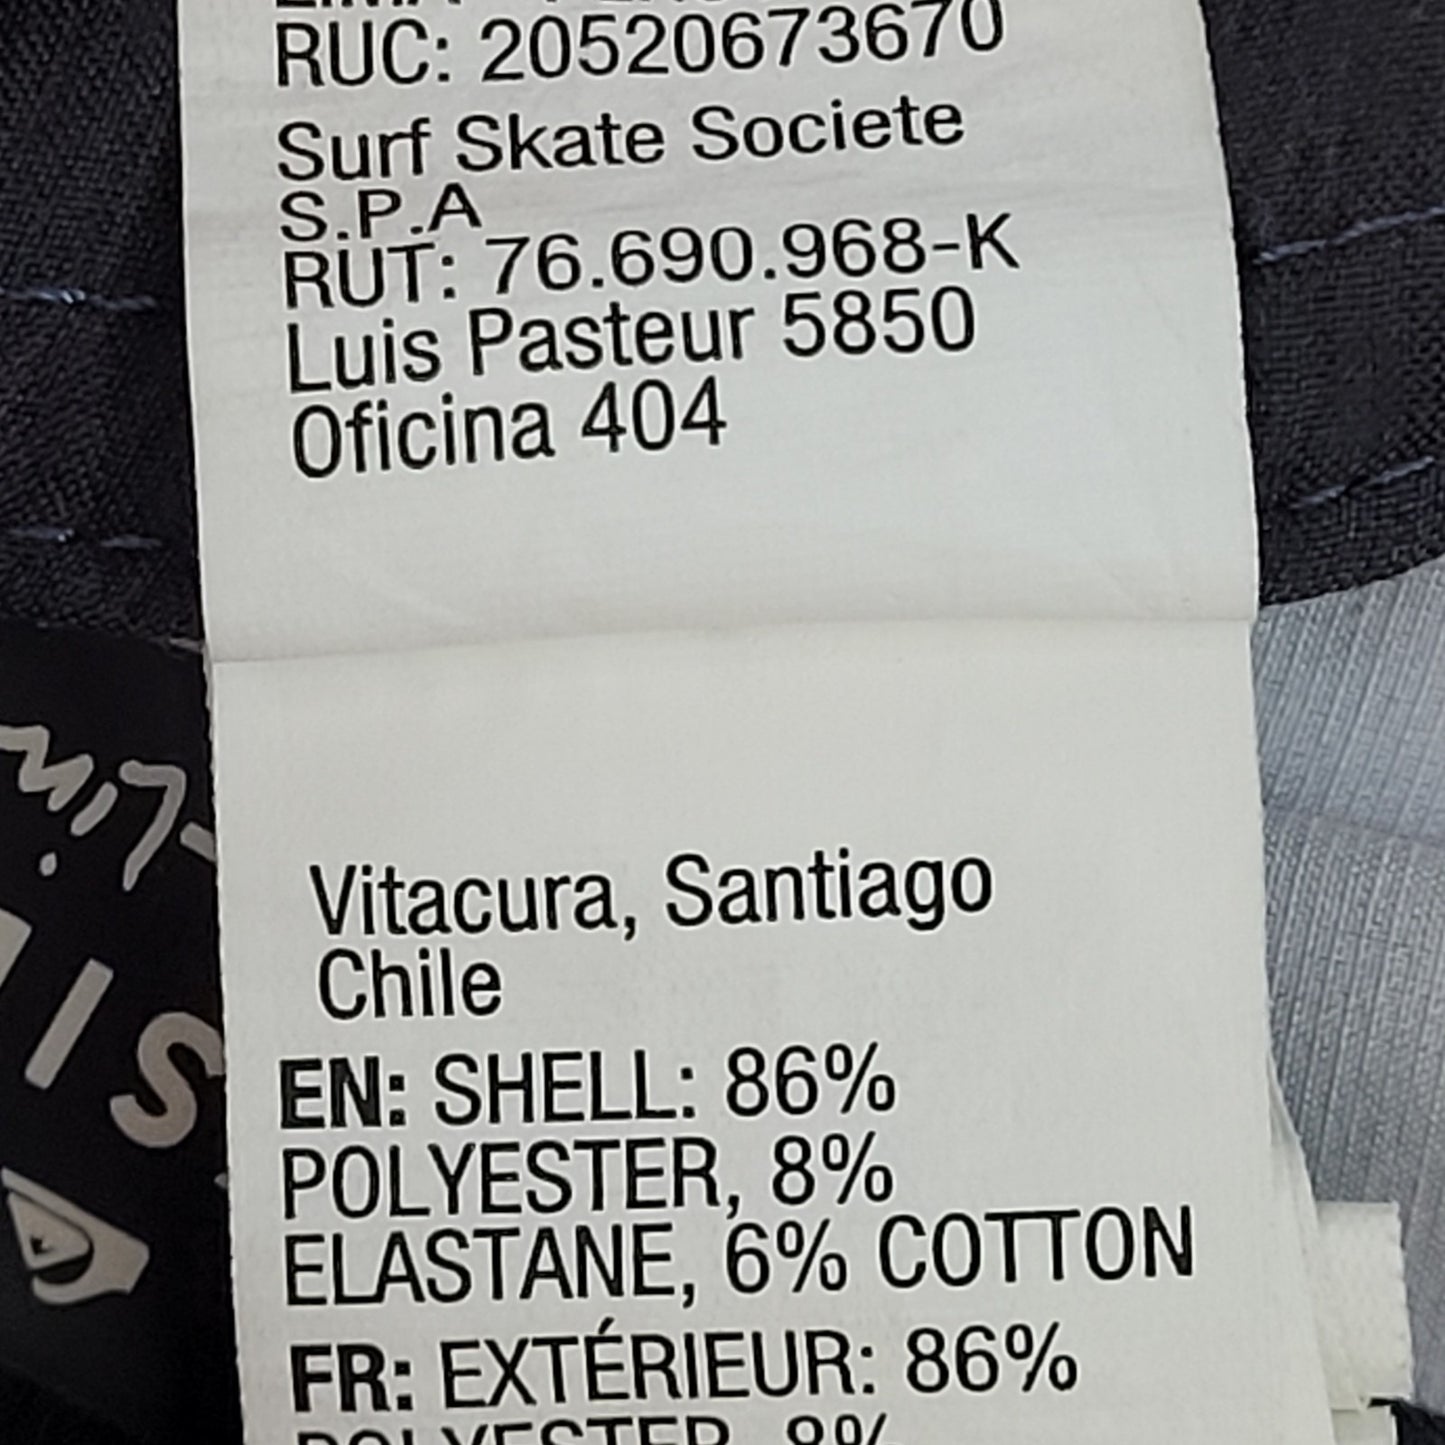 RUC: 20520673670
Surf Skate Societe
S.P.A
RUT: 76.690.968-K
Luis Pasteur 5850
Oficina 404
Vitacura, Santiago
Chile
EN: SHELL: 86%
POLYESTER, 8%
ELASTANE, 6% COTTON
FR: EXTÉRIEUR: 86%
POLYESTER, 8%